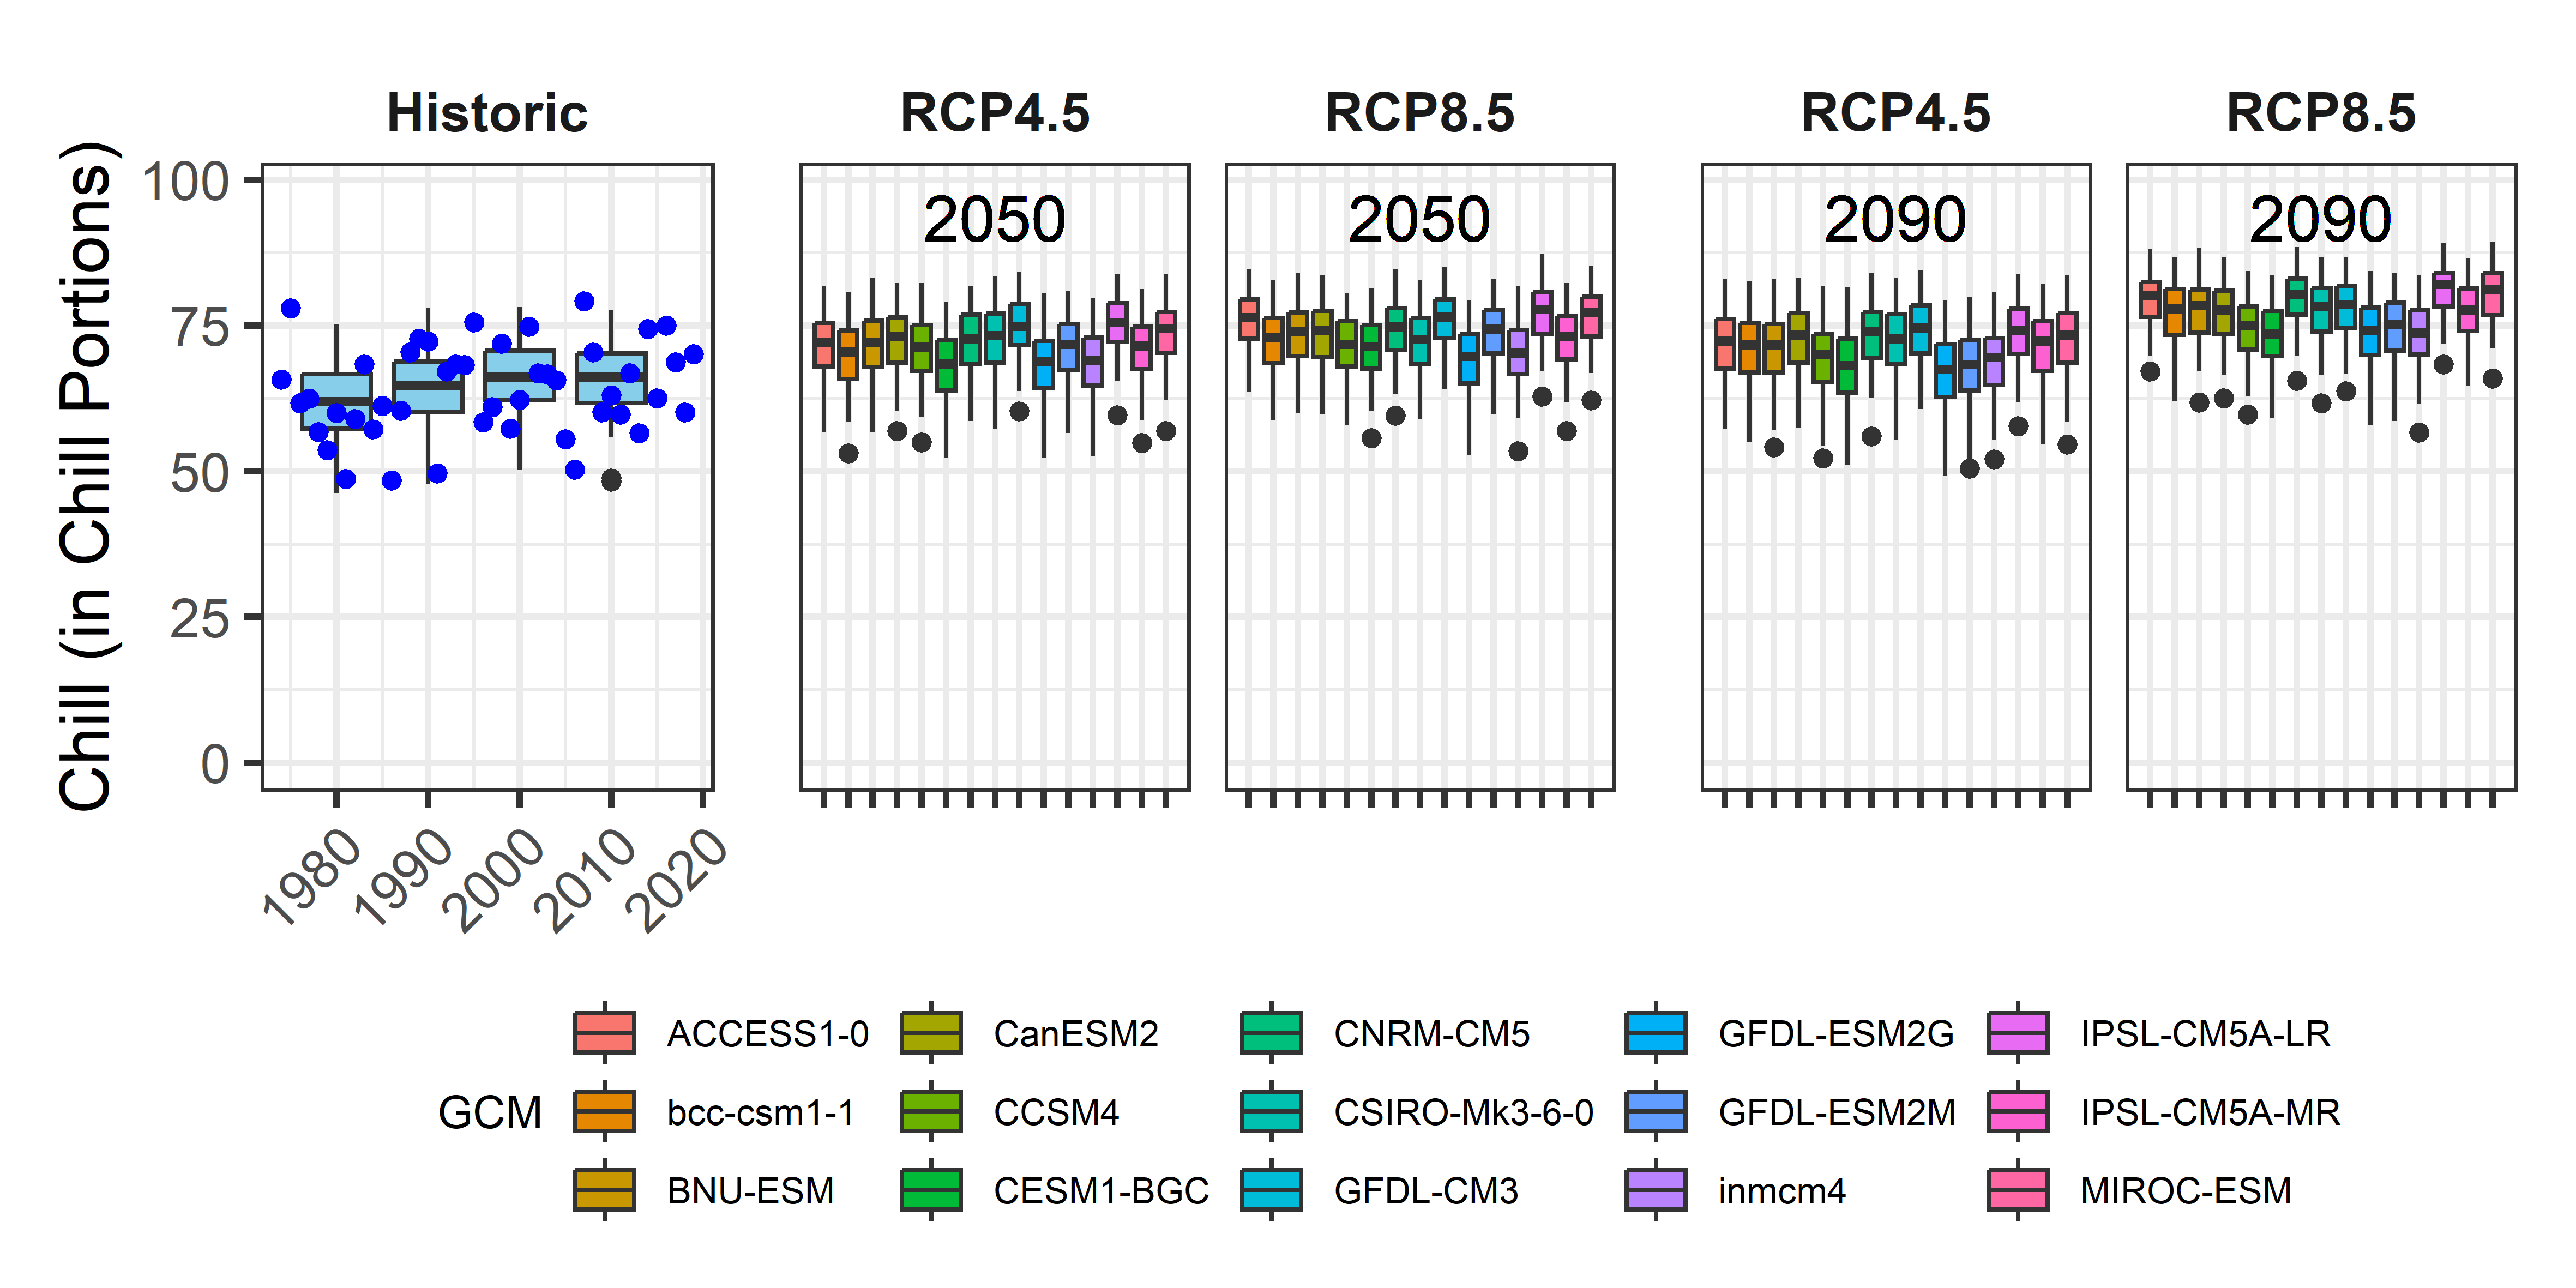 Historic
RCP4.5
RCP8.5
RCP4.5
RCP8.5
Chill (in Chill Portions)
100
75
50
25
0
2050
2050
2090
2090
1980
1990
2000
2010
2020
GCM
ACCESS1-0
bcc-csm1-1
BNU-ESM
CanESM2
CCSM4
CESM1-BGC
CNRM-CM5
CSIRO-Mk3-6-0
GFDL-CM3
GFDL-ESM2G
GFDL-ESM2M
inmcm4
IPSL-CM5A-LR
IPSL-CM5A-MR
MIROC-ESM